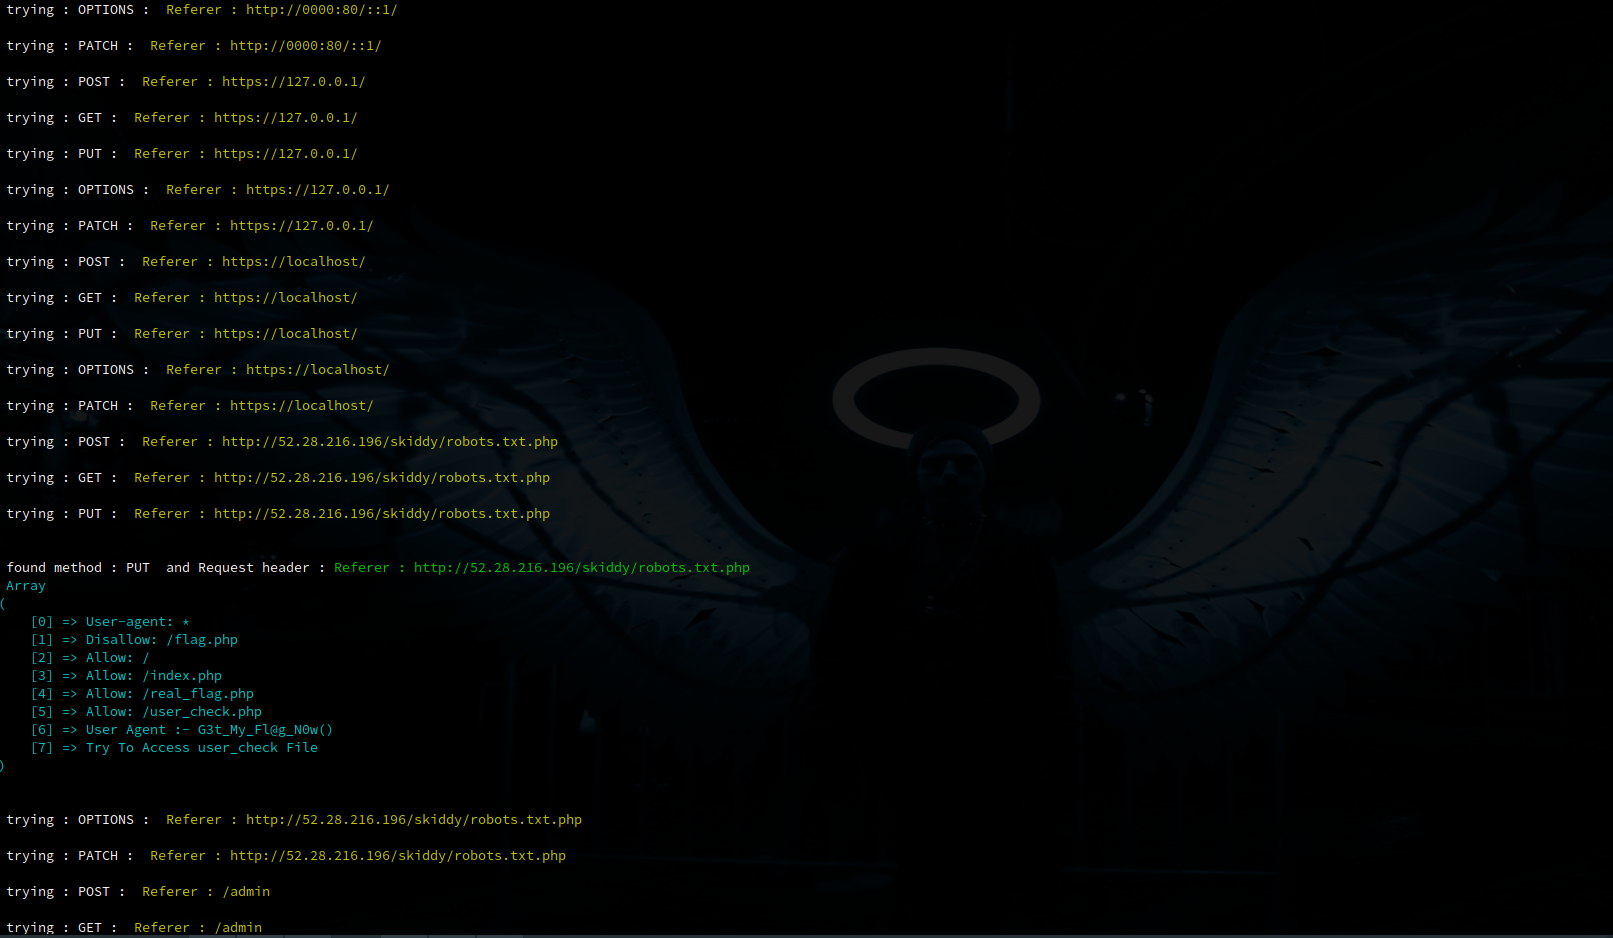 trying : OPTIONS :  Referer : http://0000:80/::1/
trying : PATCH :  Referer : http://0000:80/::1/
trying : POST :  Referer : https://127.0.0.1/
trying : GET :  Referer : https://127.0.0.1/
trying : PUT :  Referer : https://127.0.0.1/
trying : OPTIONS :  Referer : https://127.0.0.1/
trying : PATCH :  Referer : https://127.0.0.1/
trying : POST :  Referer : https://localhost/
trying : GET :  Referer : https://localhost/
trying : PUT :  Referer : https://localhost/
trying : OPTIONS :  Referer : https://localhost/
trying : PATCH :  Referer : https://localhost/
trying : POST :  Referer : http://52.28.216.196/skiddy/robots.txt.php
trying : GET :  Referer : http://52.28.216.196/skiddy/robots.txt.php
trying : PUT :  Referer : http://52.28.216.196/skiddy/robots.txt.php
found method : PUT  and Request header : Referer : http://52.28.216.196/skiddy/robots.txt.php
Array
(
[0] => User-agent: *
[1] => Disallow: /flag.php
[2] => Allow: /
[3] => Allow: /index.php
[4] => Allow: /real_flag.php
[5] => Allow: /user_check.php
[6] => User Agent :- G3t_My_Fl@g_N0w()
[7] => Try To Access user_check File
)
trying : OPTIONS :  Referer : http://52.28.216.196/skiddy/robots.txt.php
trying : PATCH :  Referer : http://52.28.216.196/skiddy/robots.txt.php
trying : POST :  Referer : /admin
trying : GET :  Referer : /admin